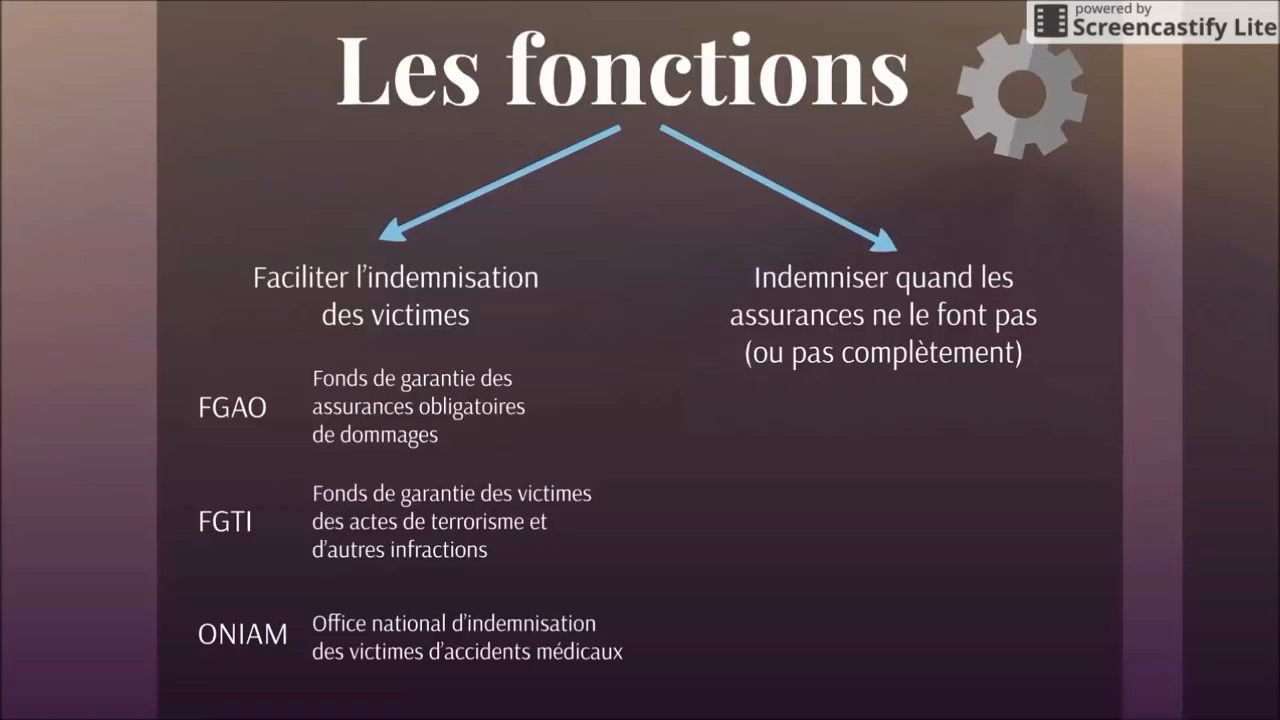 powered by
Screencastify Lite
Les fonctions
Faciliter l'indemnisation
des victimes
Indemniser quand les
assurances ne le font pas
(ou pas complètement)
FGAO
Fonds de garantie des
assurances obligatoires
de dommages
FGTI
Fonds de garantie des victimes
des actes de terrorisme et
d'autres infractions
ONIAM
Office national d'indemnisation
des victimes d'accidents médicaux